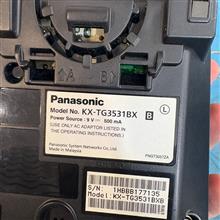 A
B
Panasonic
Model No. KX-TG3531BX B L
Power Source : 9 V ⎓ 500 mA
(USE ONLY AC ADAPTOR LISTED IN
THE OPERATING INSTRUCTIONS.)
Panasonic System Networks Co., Ltd.
Made in Malaysia
PNGT3001ZA
S/N: 1HBBB177135
Model: KX-TG3531BXB